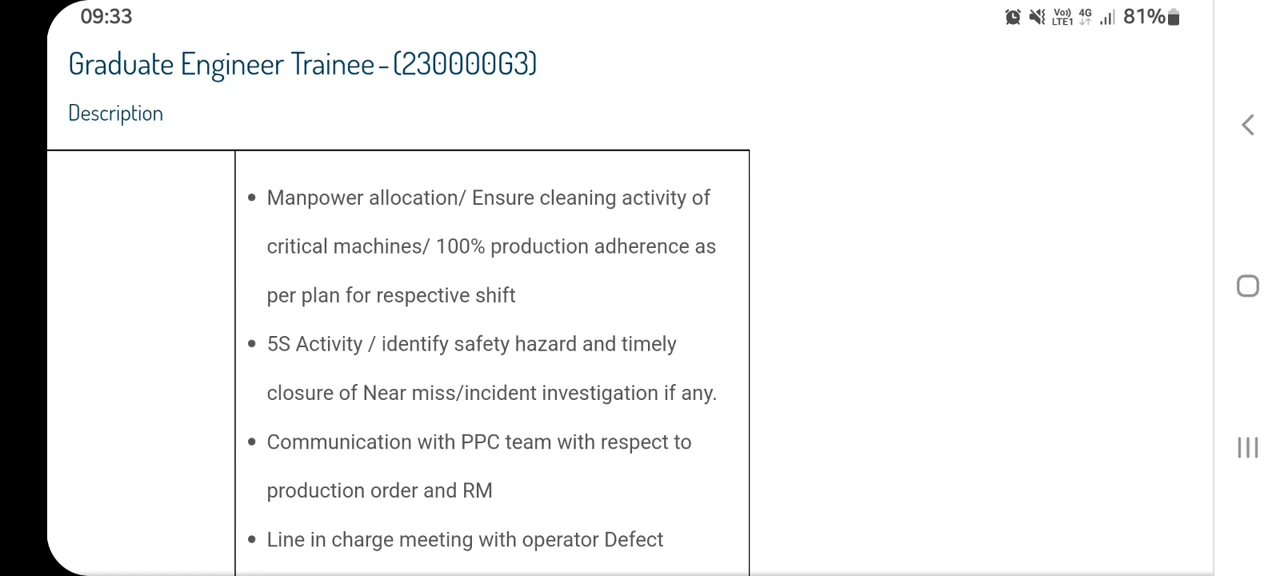 09:33
Vo)) 4G
LTE1 81%
Graduate Engineer Trainee-(230000G3)
Description
• Manpower allocation/ Ensure cleaning activity of
critical machines/ 100% production adherence as
per plan for respective shift
• 5S Activity / identify safety hazard and timely
closure of Near miss/incident investigation if any.
• Communication with PPC team with respect to
production order and RM
• Line in charge meeting with operator Defect